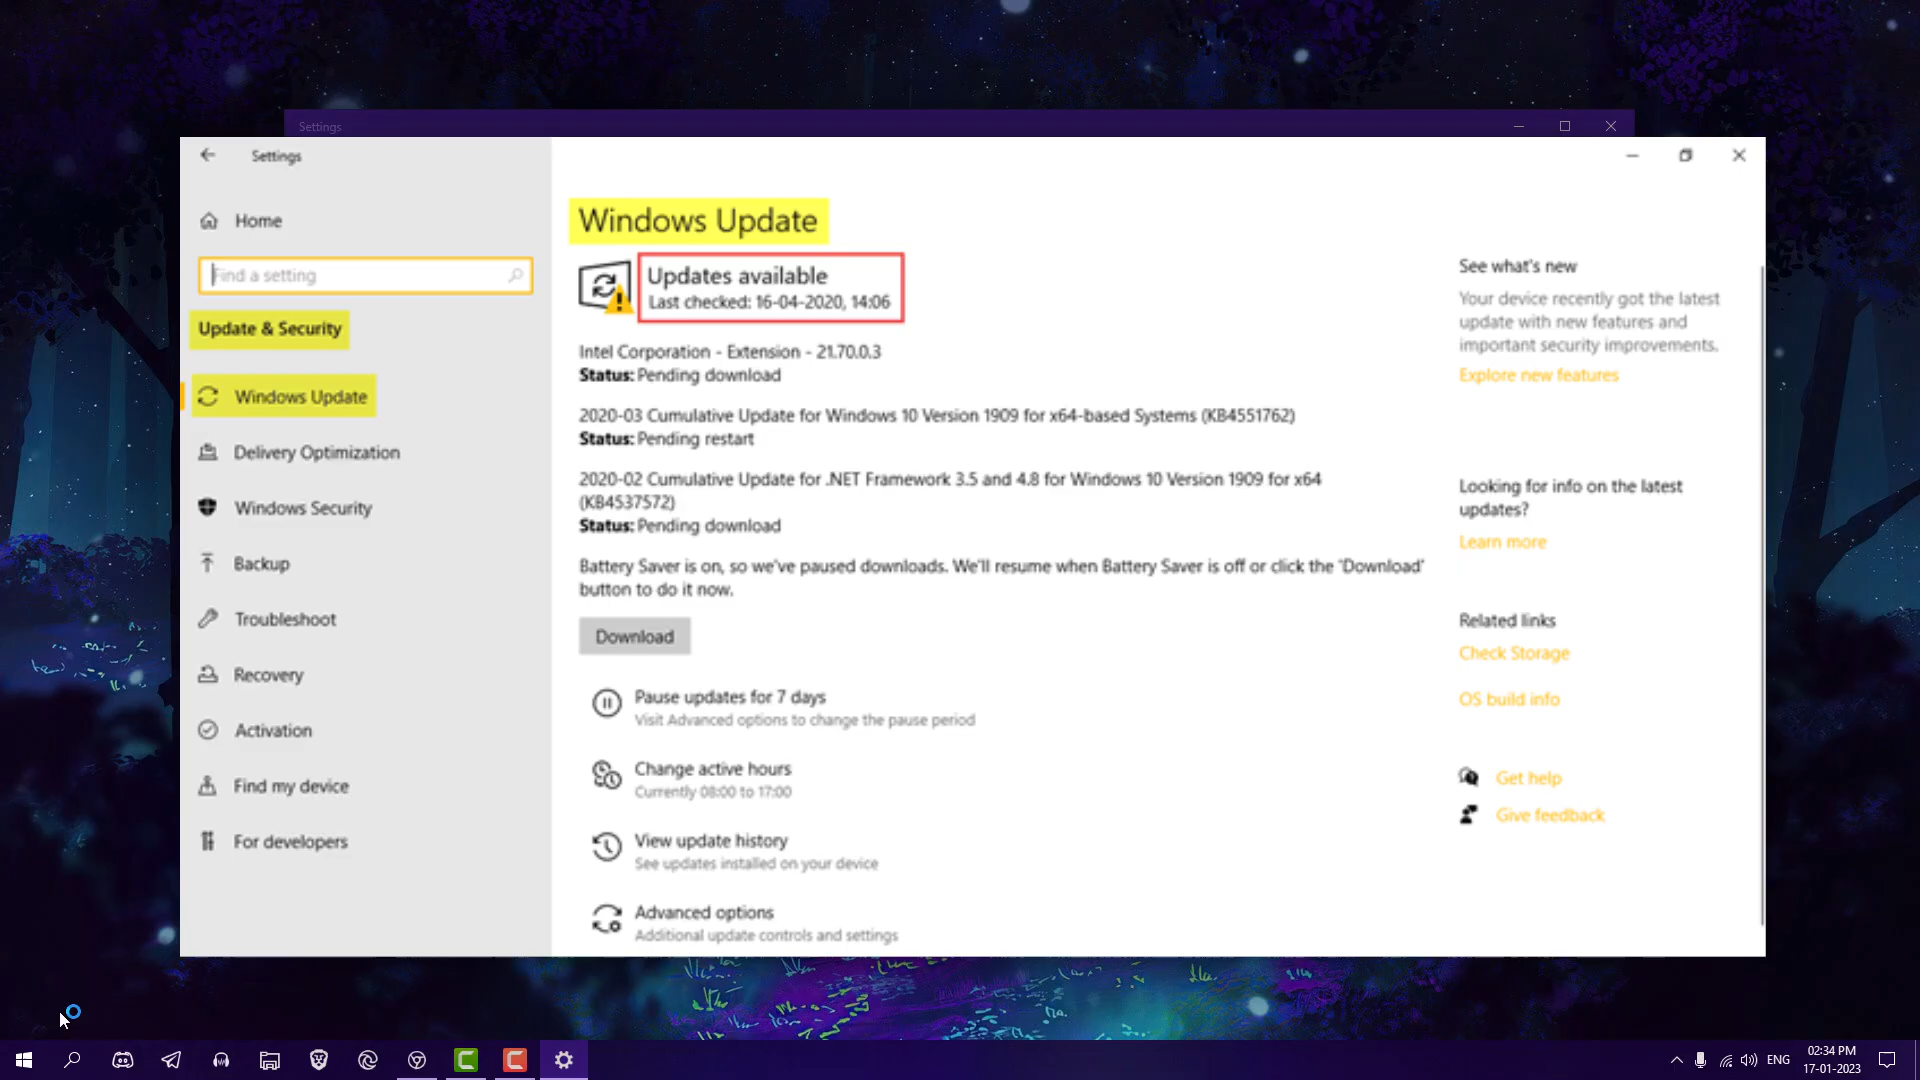 Settings
Settings
Home
Find a setting
Update & Security
Windows Update
Delivery Optimization
Windows Security
Backup
Troubleshoot
Recovery
Activation
Find my device
For developers
Windows Update
Updates available
Last checked: 16-04-2020, 14:06
Intel Corporation - Extension - 21.70.0.3
Status: Pending download
2020-03 Cumulative Update for Windows 10 Version 1909 for x64-based Systems (KB4551762)
Status: Pending restart
2020-02 Cumulative Update for .NET Framework 3.5 and 4.8 for Windows 10 Version 1909 for x64
(KB4537572)
Status: Pending download
Battery Saver is on, so we've paused downloads. We'll resume when Battery Saver is off or click the 'Download'
button to do it now.
Download
Pause updates for 7 days
Visit Advanced options to change the pause period
Change active hours
Currently 08:00 to 17:00
View update history
See updates installed on your device
Advanced options
Additional update controls and settings
See what's new
Your device recently got the latest
update with new features and
important security improvements.
Explore new features
Looking for info on the latest
updates?
Learn more
Related links
Check Storage
OS build info
Get help
Give feedback
ENG
02:34 PM
17-01-2023